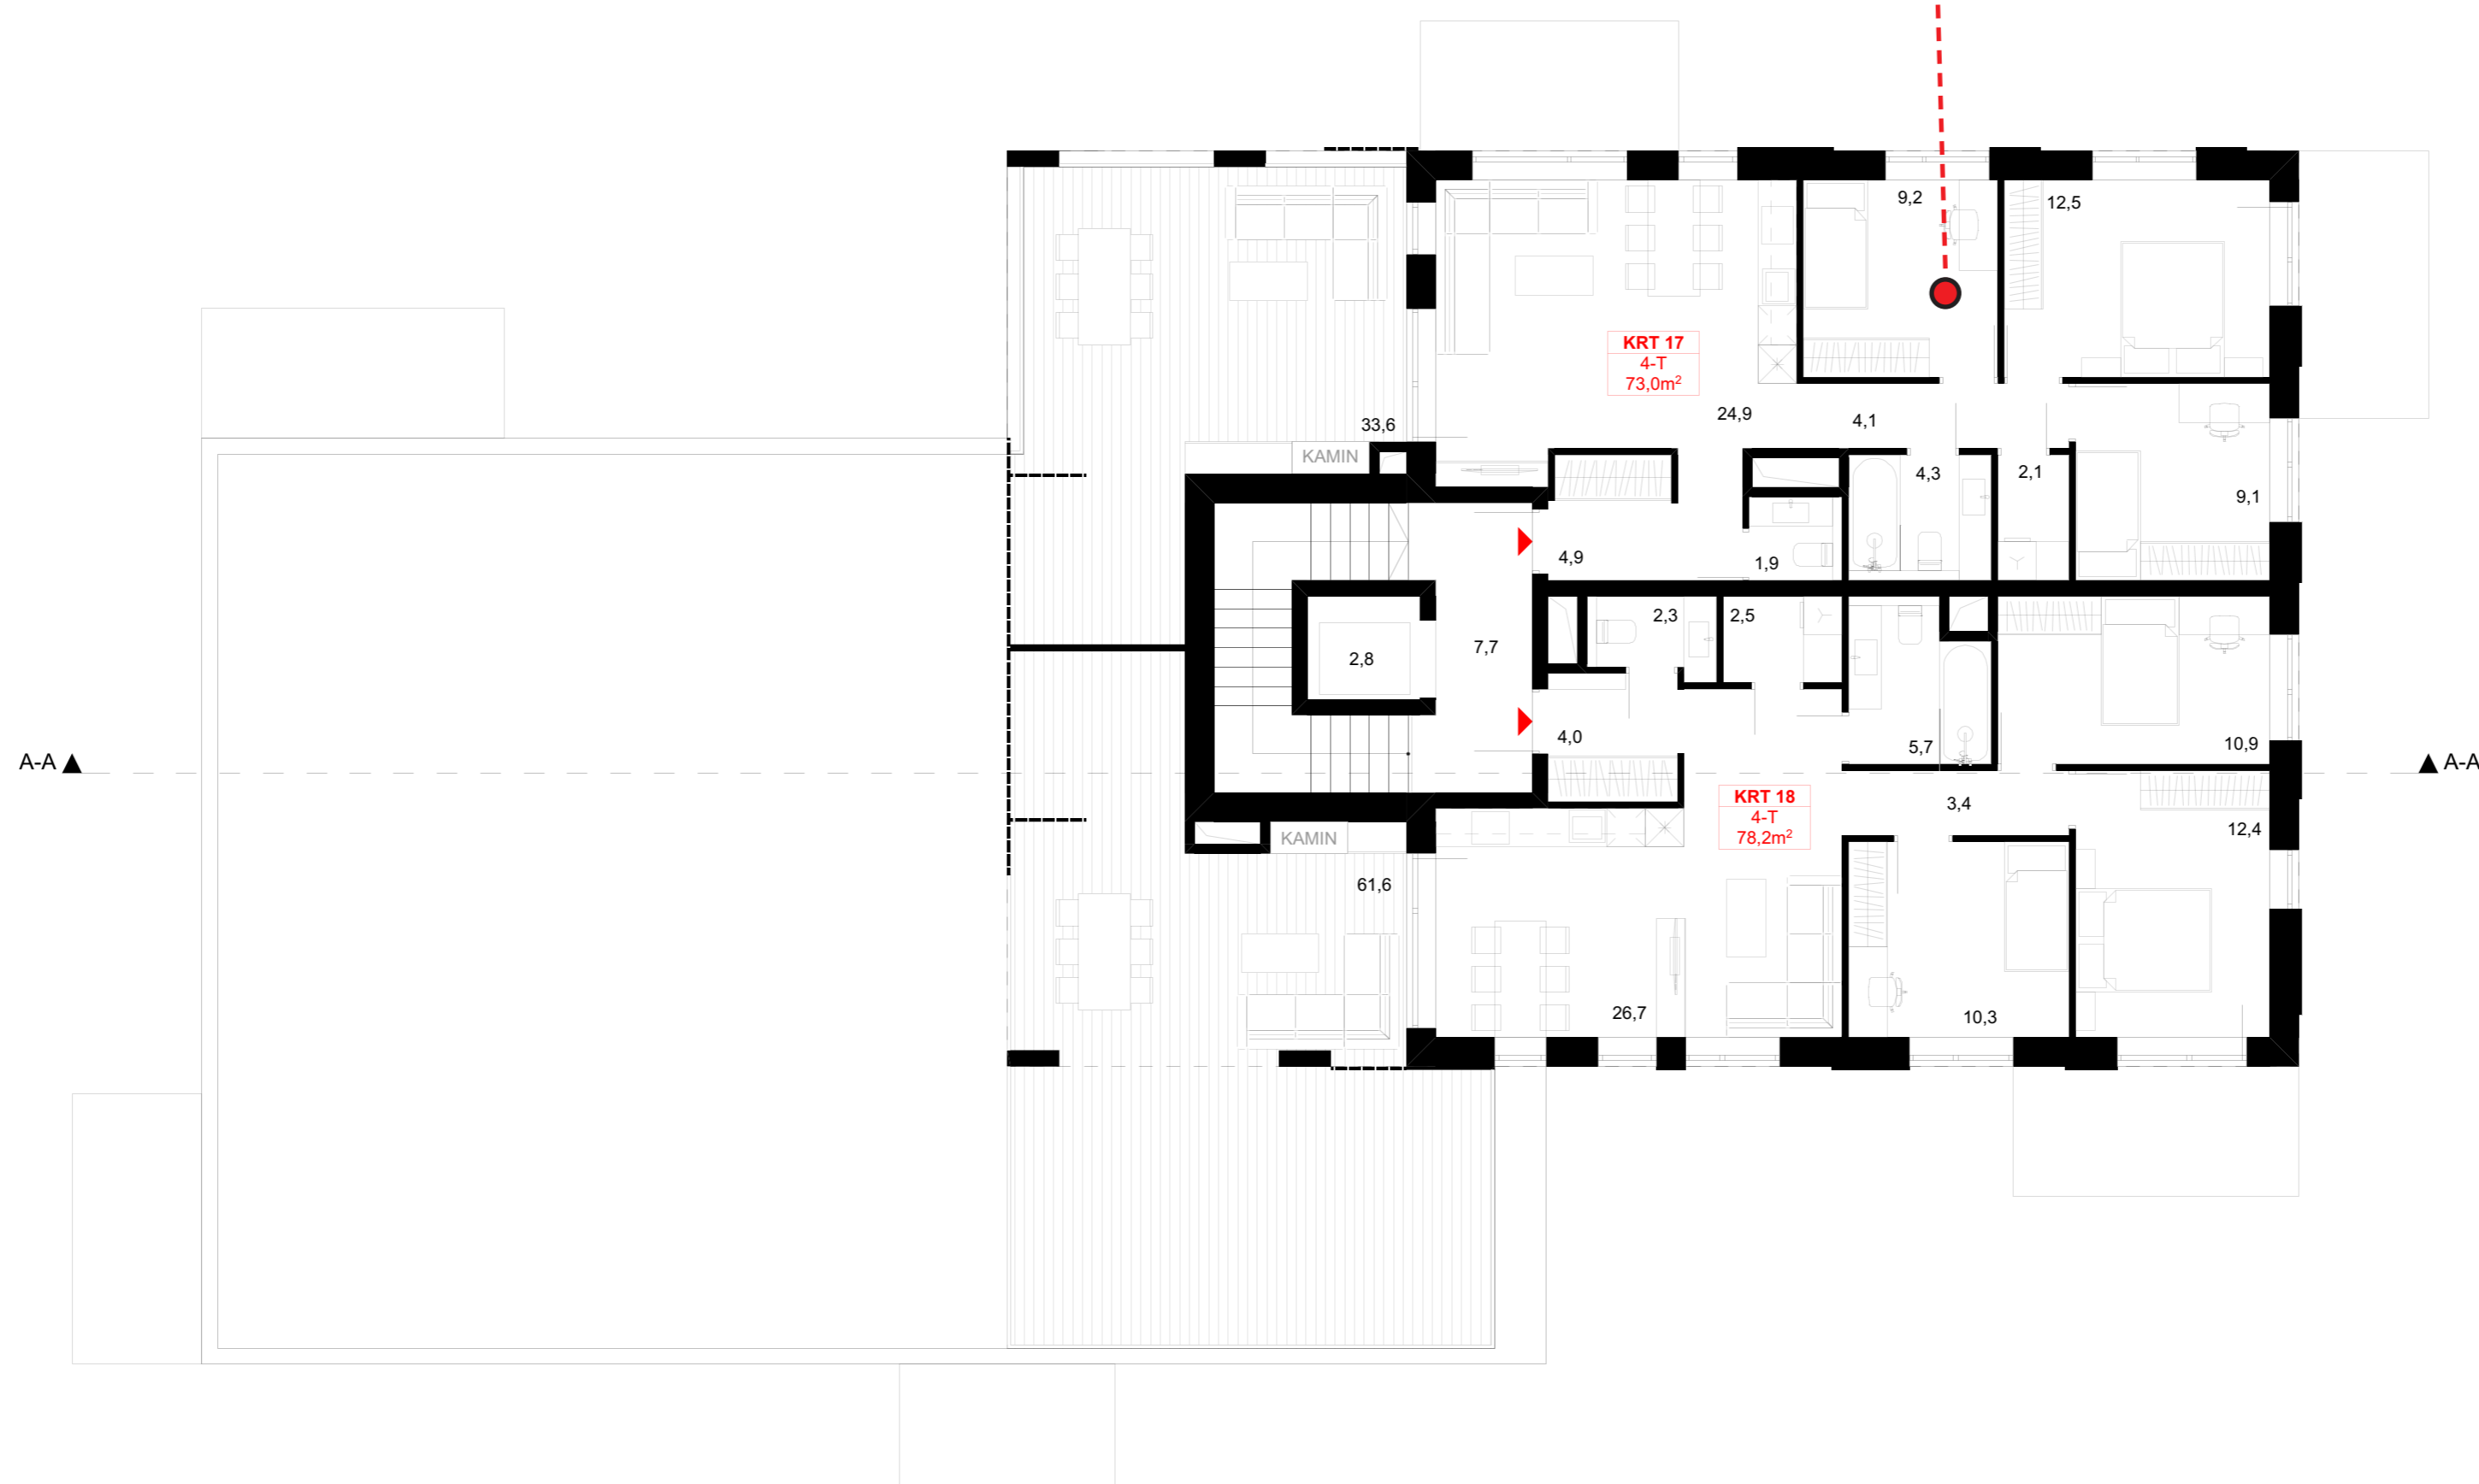 9,2
12,5
KRT 17
4-T
73,0m²
24,9
4,1
33,6
KAMIN
4,3
2,1
9,1
4,9
1,9
2,3
2,5
7,7
2,8
4,0
5,7
10,9
A-A
A-A
KRT 18
4-T
78,2m²
3,4
12,4
KAMIN
61,6
26,7
10,3